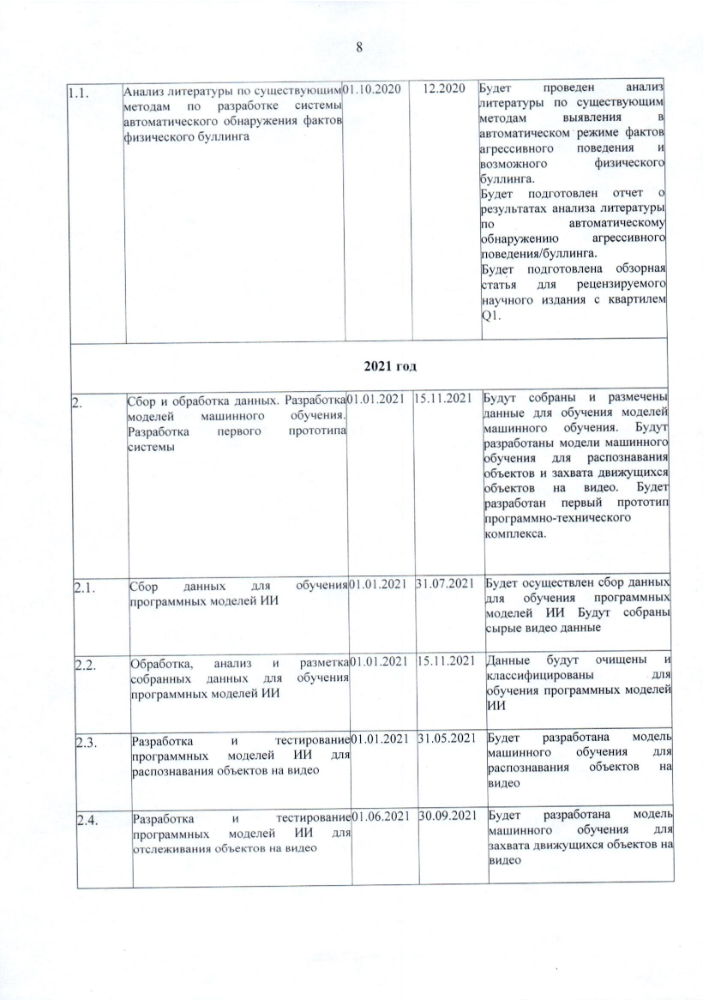 8
1.1.
Анализ литературы по существующим
методам по разработке системы
автоматического обнаружения фактов
физического буллинга
01.10.2020
12.2020
Будет проведен анализ
литературы по существующим
методам выявления в
автоматическом режиме фактов
агрессивного поведения и
возможного физического
буллинга.
Будет подготовлен отчет о
результатах анализа литературы
по автоматическому
обнаружению агрессивного
поведения/буллинга.
Будет подготовлена обзорная
статья для рецензируемого
научного издания с квартилем
Q1.
2021 год
2.
Сбор и обработка данных. Разработка
моделей машинного обучения.
Разработка первого прототипа
системы
01.01.2021
15.11.2021
Будут собраны и размечены
данные для обучения моделей
машинного обучения. Будут
разработаны модели машинного
обучения для распознавания
объектов и захвата движущихся
объектов на видео. Будет
разработан первый прототип
программно-технического
комплекса.
2.1.
Сбор данных для обучения
программных моделей ИИ
01.01.2021
31.07.2021
Будет осуществлен сбор данных
для обучения программных
моделей ИИ Будут собраны
сырые видео данные
2.2.
Обработка, анализ и разметка
собранных данных для обучения
программных моделей ИИ
01.01.2021
15.11.2021
Данные будут очищены и
классифицированы для
обучения программных моделей
ИИ
2.3.
Разработка и тестирование
программных моделей ИИ для
распознавания объектов на видео
01.01.2021
31.05.2021
Будет разработана модель
машинного обучения для
распознавания объектов на
видео
2.4.
Разработка и тестирование
программных моделей ИИ для
отслеживания объектов на видео
01.06.2021
30.09.2021
Будет разработана модель
машинного обучения для
захвата движущихся объектов на
видео